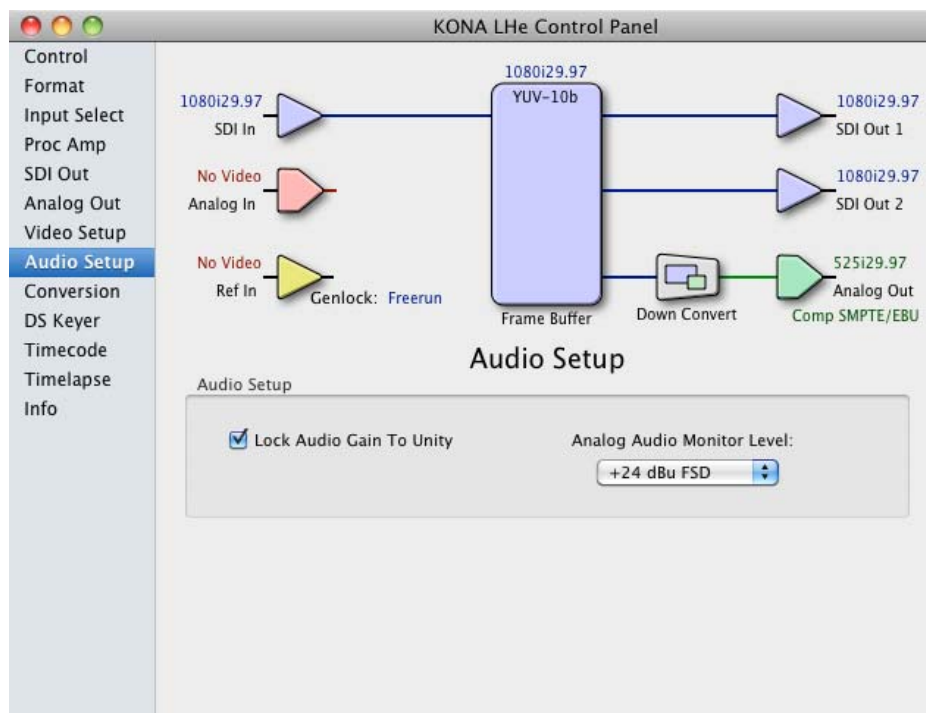 KONA LHe Control Panel
Control
Format
Input Select
Proc Amp
SDI Out
Analog Out
Video Setup
Audio Setup
Conversion
DS Keyer
Timecode
Timelapse
Info
1080i29.97
YUV-10b
1080i29.97
SDI In
1080i29.97
SDI Out 1
No Video
Analog In
1080i29.97
SDI Out 2
No Video
Ref In
Genlock: Freerun
Frame Buffer
Down Convert
525i29.97
Analog Out
Comp SMPTE/EBU
Audio Setup
Audio Setup
Lock Audio Gain To Unity
Analog Audio Monitor Level:
+24 dBu FSD